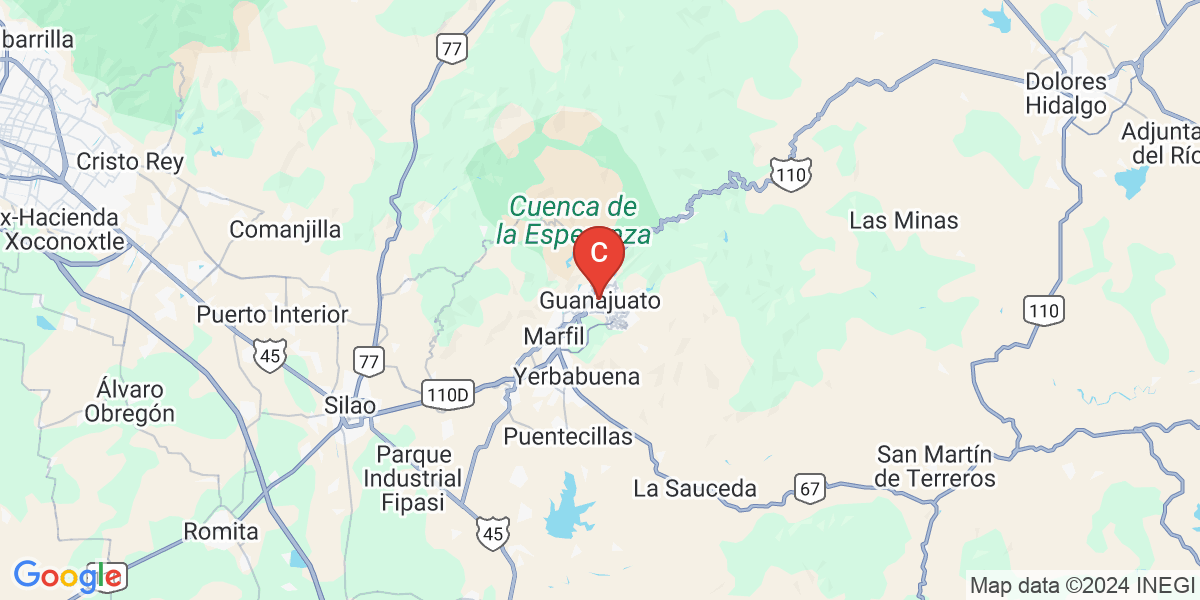 barrilla
77
Dolores
Hidalgo
Adjunta
del Río
Cristo Rey
110
Cuenca de
la Esperanza
x-Hacienda
Xoconoxtle
Comanjilla
Las Minas
C
Guanajuato
Puerto Interior
110
Marfil
45
77
Yerbabuena
110D
Álvaro
Obregón
Silao
Puentecillas
Parque
Industrial
Fipasi
San Martín
de Terreros
La Sauceda
67
Romita
45
Google
Map data ©2024 INEGI